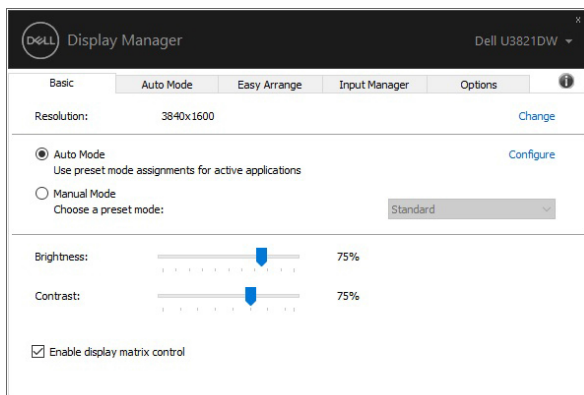 DELL Display Manager
x
Dell U3821DW
Basic Auto Mode Easy Arrange Input Manager Options i
Resolution: 3840x1600 Change
Auto Mode Configure
Use preset mode assignments for active applications
Manual Mode
Choose a preset mode: Standard
Brightness: 75%
Contrast: 75%
Enable display matrix control